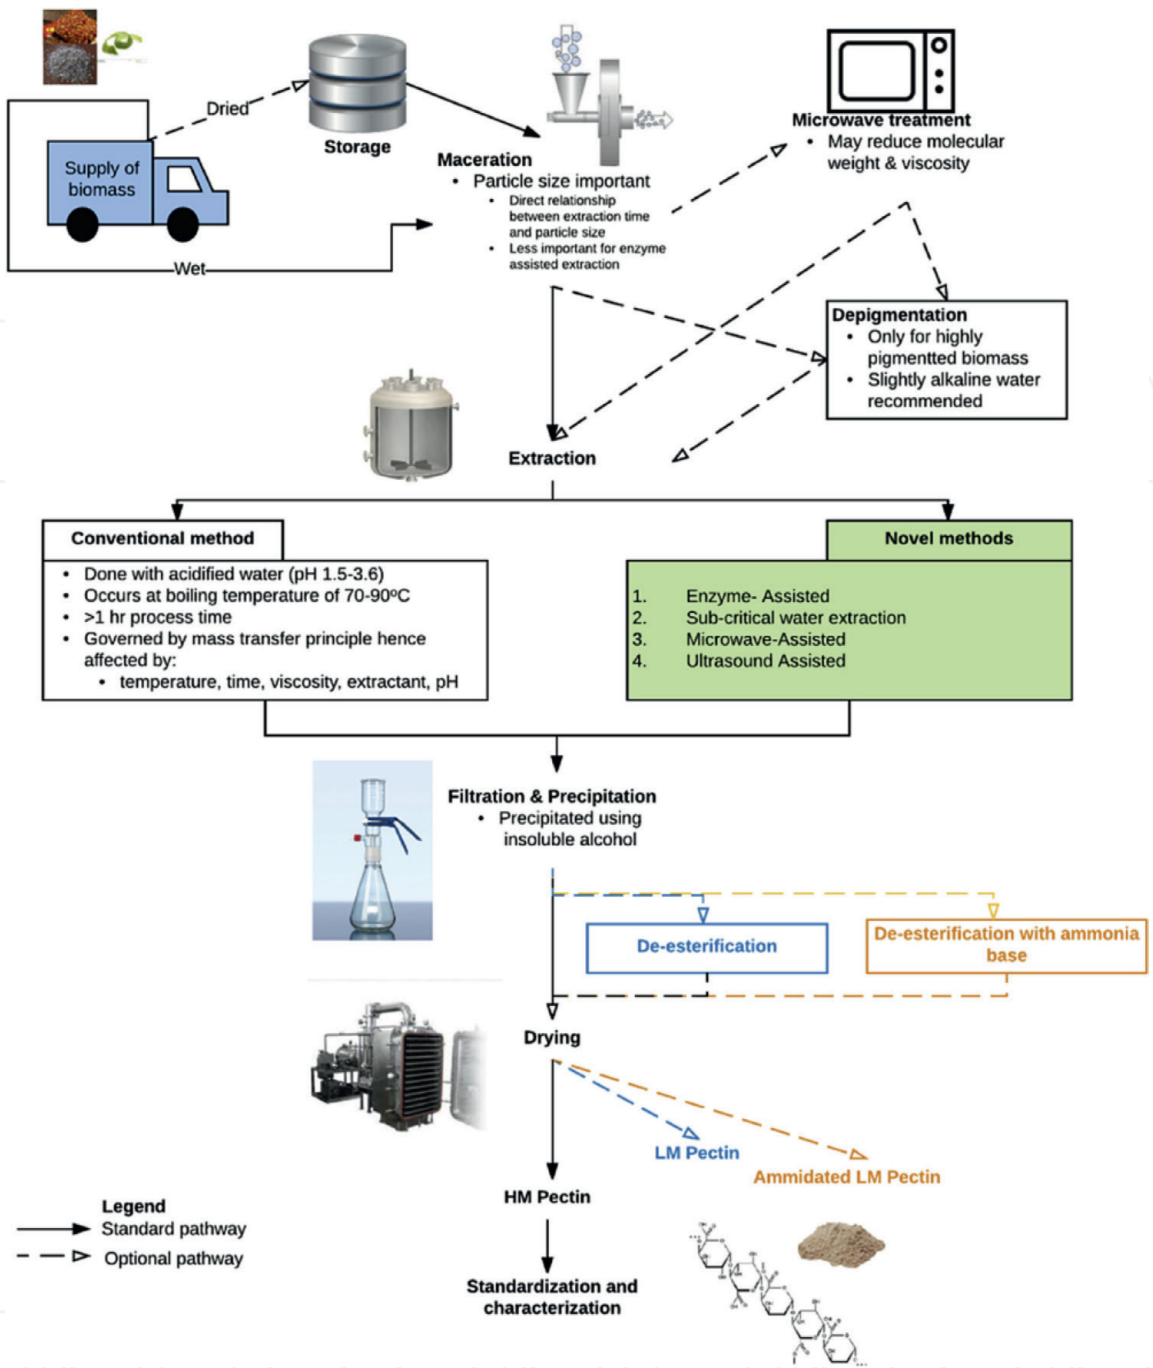 Dried
Supply of
biomass
Wet
Storage
Maceration
• Particle size important
• Direct relationship
between extraction time
and particle size
• Less important for enzyme
assisted extraction
Microwave treatment
• May reduce molecular
weight & viscosity
Depigmentation
• Only for highly
pigmentted biomass
• Slightly alkaline water
recommended
Extraction
Conventional method
• Done with acidified water (pH 1.5-3.6)
• Occurs at boiling temperature of 70-90ºC
• >1 hr process time
• Governed by mass transfer principle hence
affected by:
• temperature, time, viscosity, extractant, pH
Novel methods
1. Enzyme- Assisted
2. Sub-critical water extraction
3. Microwave-Assisted
4. Ultrasound Assisted
Filtration & Precipitation
• Precipitated using
insoluble alcohol
De-esterification
De-esterification with ammonia
base
Drying
LM Pectin
Ammidated LM Pectin
HM Pectin
Standardization and
characterization
Legend
Standard pathway
Optional pathway